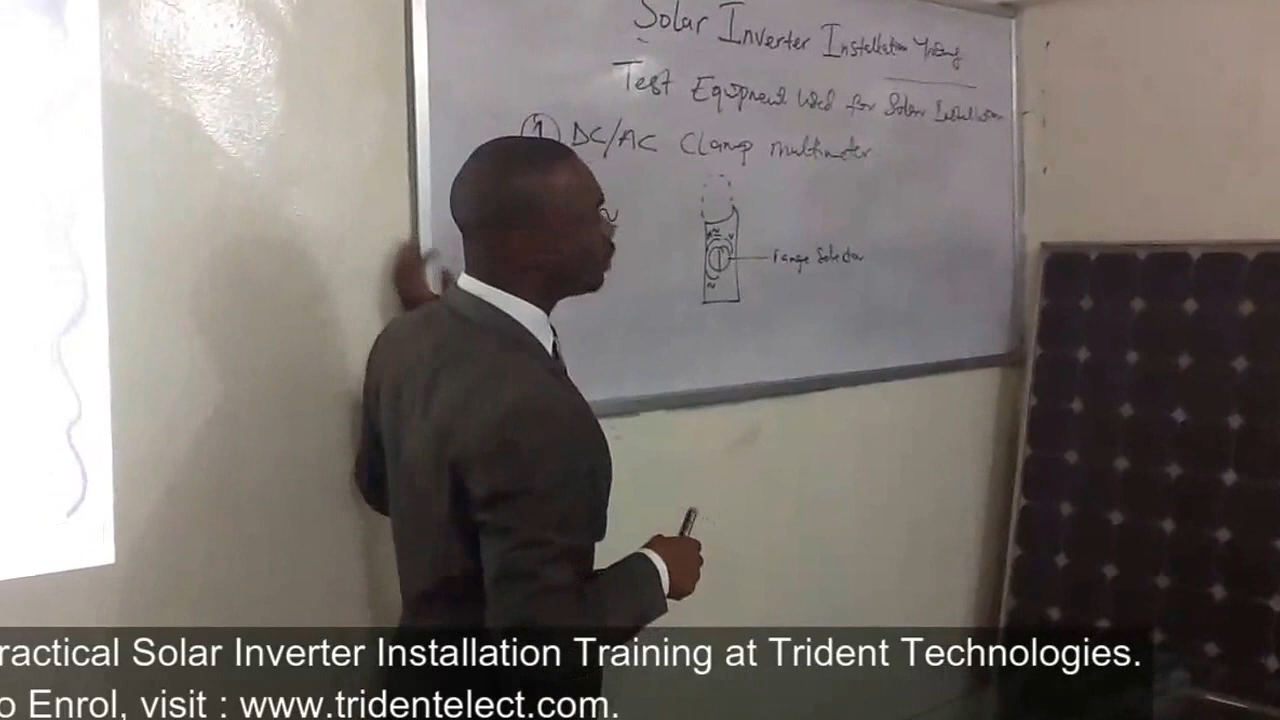 Solar Inverter Installation
Test Equipment Used for Solar Installation
1 DC/AC Clamp multimeter
range Selector
ractical Solar Inverter Installation Training at Trident Technologies.
o Enrol, visit : www.tridentelect.com.